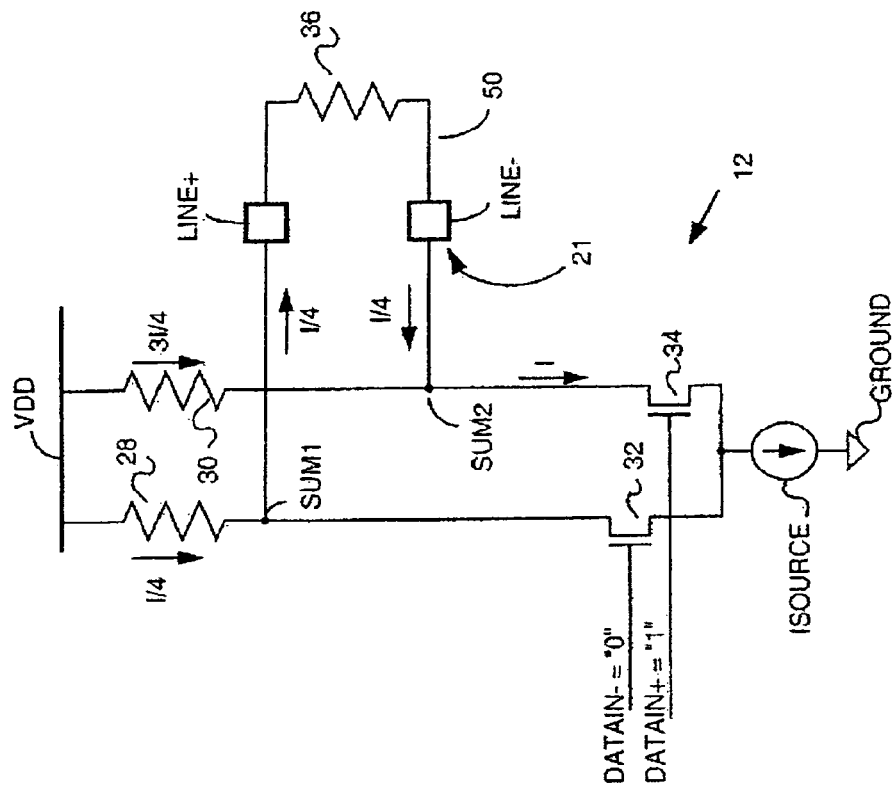 VDD
28
30
I/4
3I/4
SUM1
LINE+
36
I/4
I/4
50
LINE-
21
SUM2
I
12
32
34
DATAIN- = "0"
DATAIN+ = "1"
ISOURCE
GROUND